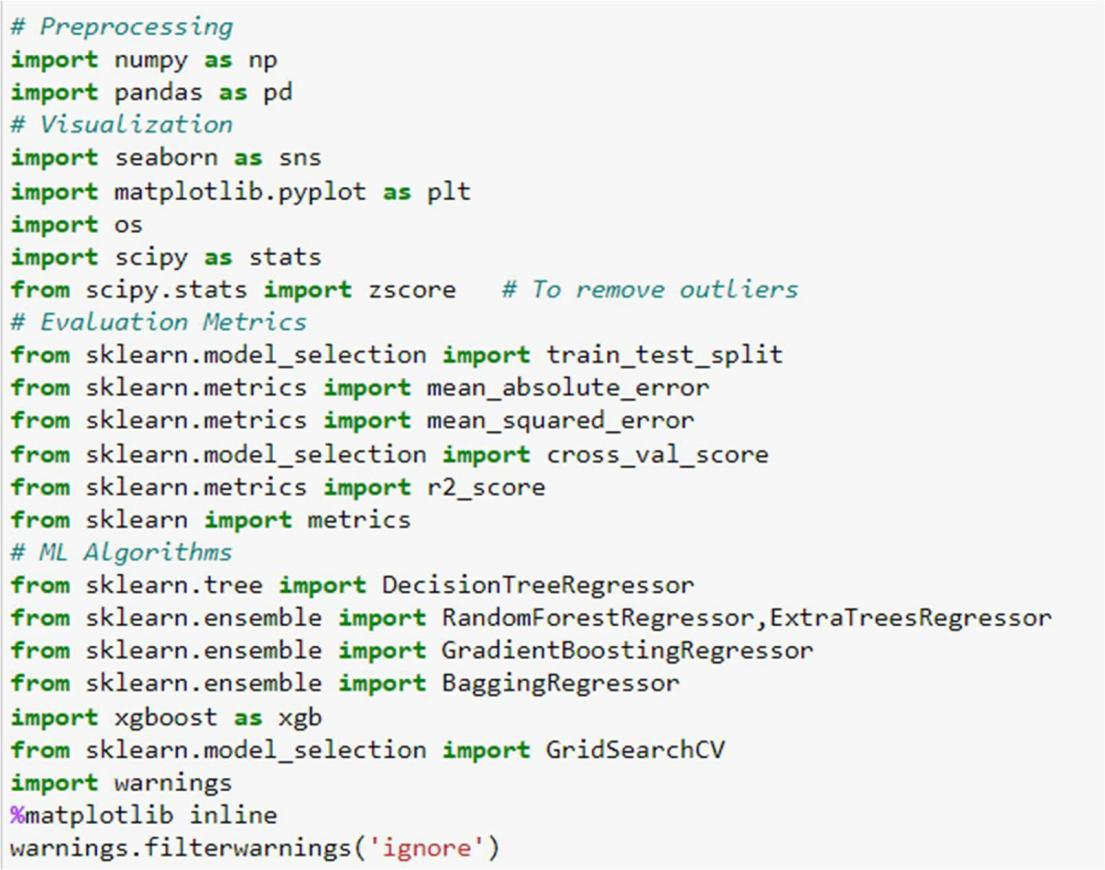 # Preprocessing
import numpy as np
import pandas as pd
# Visualization
import seaborn as sns
import matplotlib.pyplot as plt
import os
import scipy as stats
from scipy.stats import zscore   # To remove outliers
# Evaluation Metrics
from sklearn.model_selection import train_test_split
from sklearn.metrics import mean_absolute_error
from sklearn.metrics import mean_squared_error
from sklearn.model_selection import cross_val_score
from sklearn.metrics import r2_score
from sklearn import metrics
# ML Algorithms
from sklearn.tree import DecisionTreeRegressor
from sklearn.ensemble import RandomForestRegressor,ExtraTreesRegressor
from sklearn.ensemble import GradientBoostingRegressor
from sklearn.ensemble import BaggingRegressor
import xgboost as xgb
from sklearn.model_selection import GridSearchCV
import warnings
%matplotlib inline
warnings.filterwarnings('ignore')